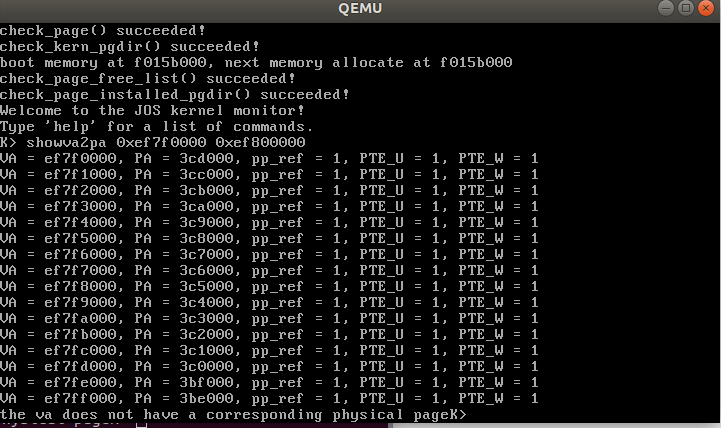 QEMU
check_page() succeeded!
check_kern_pgdir() succeeded!
boot memory at f015b000, next memory allocate at f015b000
check_page_free_list() succeeded!
check_page_installed_pgdir() succeeded!
Welcome to the JOS kernel monitor!
Type 'help' for a list of commands.
K> showva2pa 0xef7f0000 0xef800000
VA = ef7f0000, PA = 3cd000, pp_ref = 1, PTE_U = 1, PTE_W = 1
VA = ef7f1000, PA = 3cc000, pp_ref = 1, PTE_U = 1, PTE_W = 1
VA = ef7f2000, PA = 3cb000, pp_ref = 1, PTE_U = 1, PTE_W = 1
VA = ef7f3000, PA = 3ca000, pp_ref = 1, PTE_U = 1, PTE_W = 1
VA = ef7f4000, PA = 3c9000, pp_ref = 1, PTE_U = 1, PTE_W = 1
VA = ef7f5000, PA = 3c8000, pp_ref = 1, PTE_U = 1, PTE_W = 1
VA = ef7f6000, PA = 3c7000, pp_ref = 1, PTE_U = 1, PTE_W = 1
VA = ef7f7000, PA = 3c6000, pp_ref = 1, PTE_U = 1, PTE_W = 1
VA = ef7f8000, PA = 3c5000, pp_ref = 1, PTE_U = 1, PTE_W = 1
VA = ef7f9000, PA = 3c4000, pp_ref = 1, PTE_U = 1, PTE_W = 1
VA = ef7fa000, PA = 3c3000, pp_ref = 1, PTE_U = 1, PTE_W = 1
VA = ef7fb000, PA = 3c2000, pp_ref = 1, PTE_U = 1, PTE_W = 1
VA = ef7fc000, PA = 3c1000, pp_ref = 1, PTE_U = 1, PTE_W = 1
VA = ef7fd000, PA = 3c0000, pp_ref = 1, PTE_U = 1, PTE_W = 1
VA = ef7fe000, PA = 3bf000, pp_ref = 1, PTE_U = 1, PTE_W = 1
VA = ef7ff000, PA = 3be000, pp_ref = 1, PTE_U = 1, PTE_W = 1
the va does not have a corresponding physical pageK>